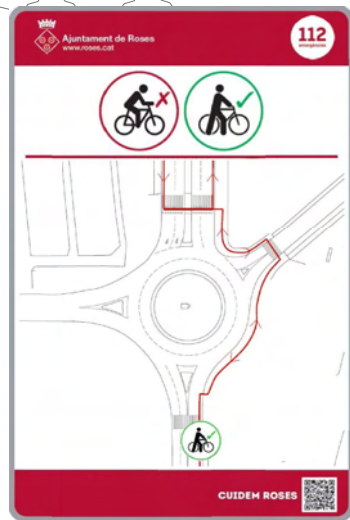 Ajuntament de Roses
www.roses.cat
112
emergències
CUIDEM ROSES